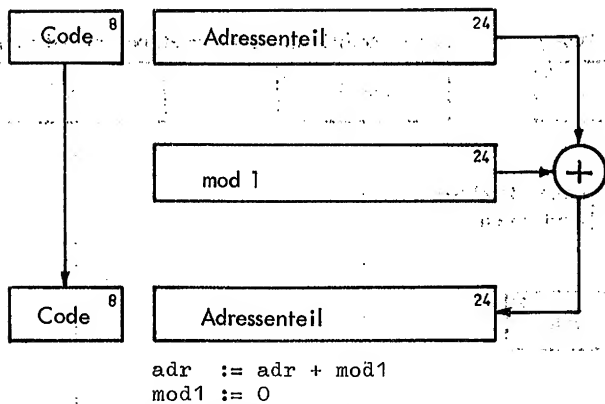 Code 8 Adressenteil 24
mod 1 24
+
Code 8 Adressenteil 24
adr := adr + mod1
mod1 := 0